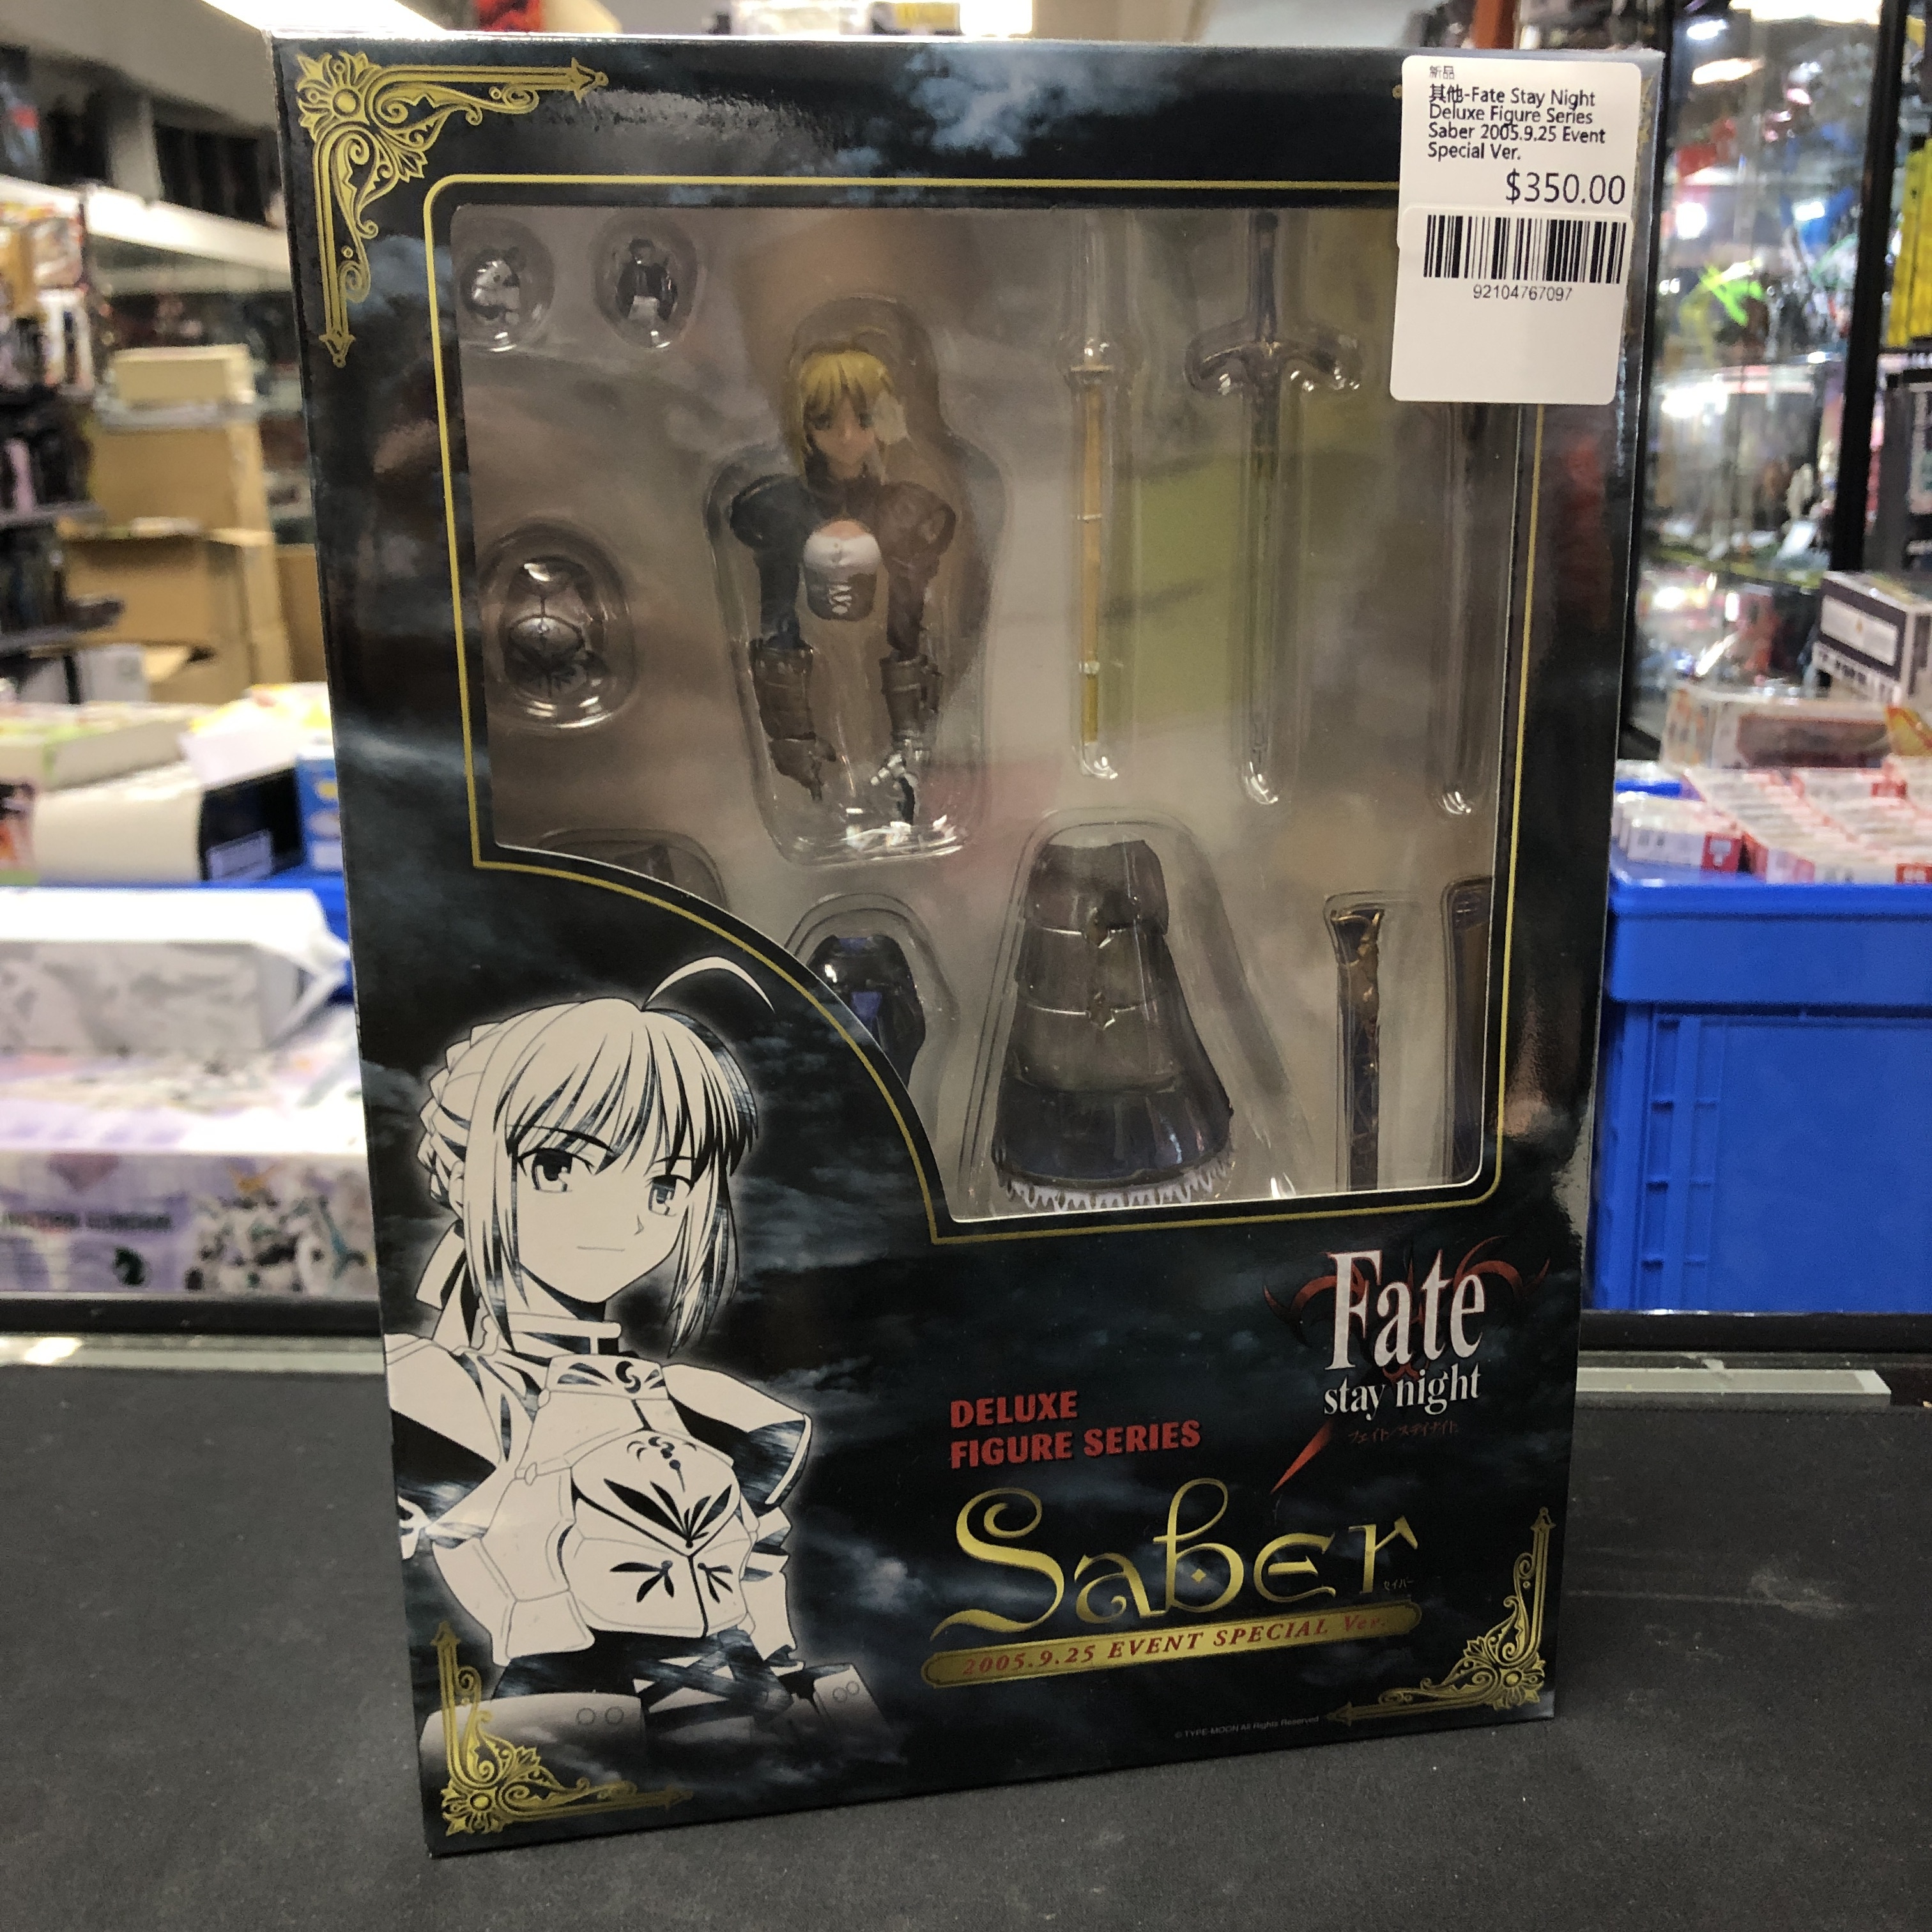 新品
其他-Fate Stay Night
Deluxe Figure Series
Saber 2005.9.25 Event
Special Ver.
$350.00
92104767097
Fate
stay night
フェイト/ステイナイト
DELUXE
FIGURE SERIES
Saber
セイバー
2005.9.25 EVENT SPECIAL Ver.
© TYPE-MOON All Rights Reserved